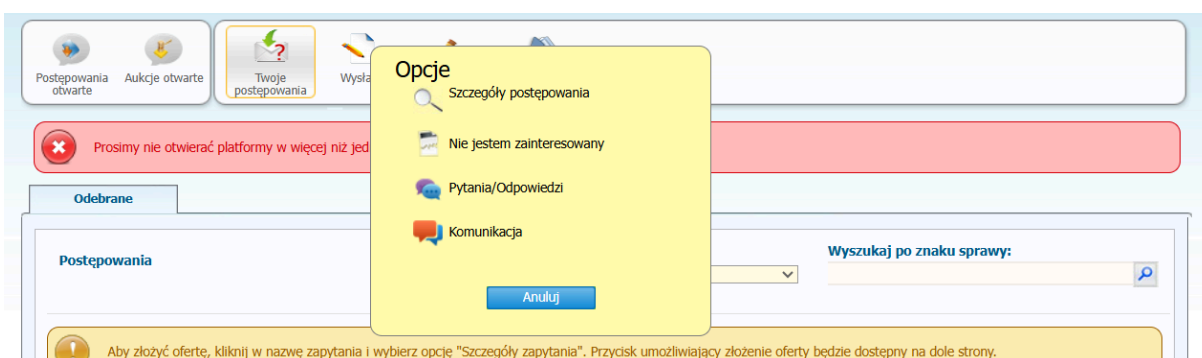 Postępowania otwarte
Aukcje otwarte
Twoje postępowania
Opcje
Szczegóły postępowania
Nie jestem zainteresowany
Pytania/Odpowiedzi
Komunikacja
Anuluj
Prosimy nie otwierać platformy w więcej niż
Odebrane
Postępowania
Wyszukaj po znaku sprawy:
Aby złożyć ofertę, kliknij w nazwę zapytania i wybierz opcję "Szczegóły zapytania". Przycisk umożliwiający złożenie oferty będzie dostępny na dole strony.